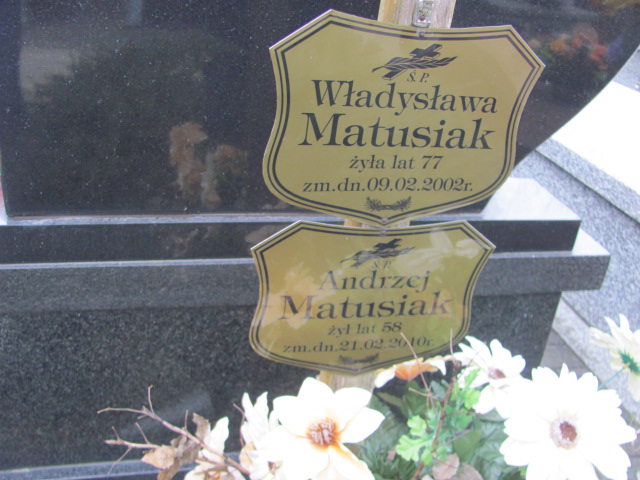 Ś.P.
Władysława
Matusiak
żyła lat 77
zm.dn.09.02.2002r.
Ś.P.
Andrzej
Matusiak
żył lat 58
zm.dn.21.02.2010r.